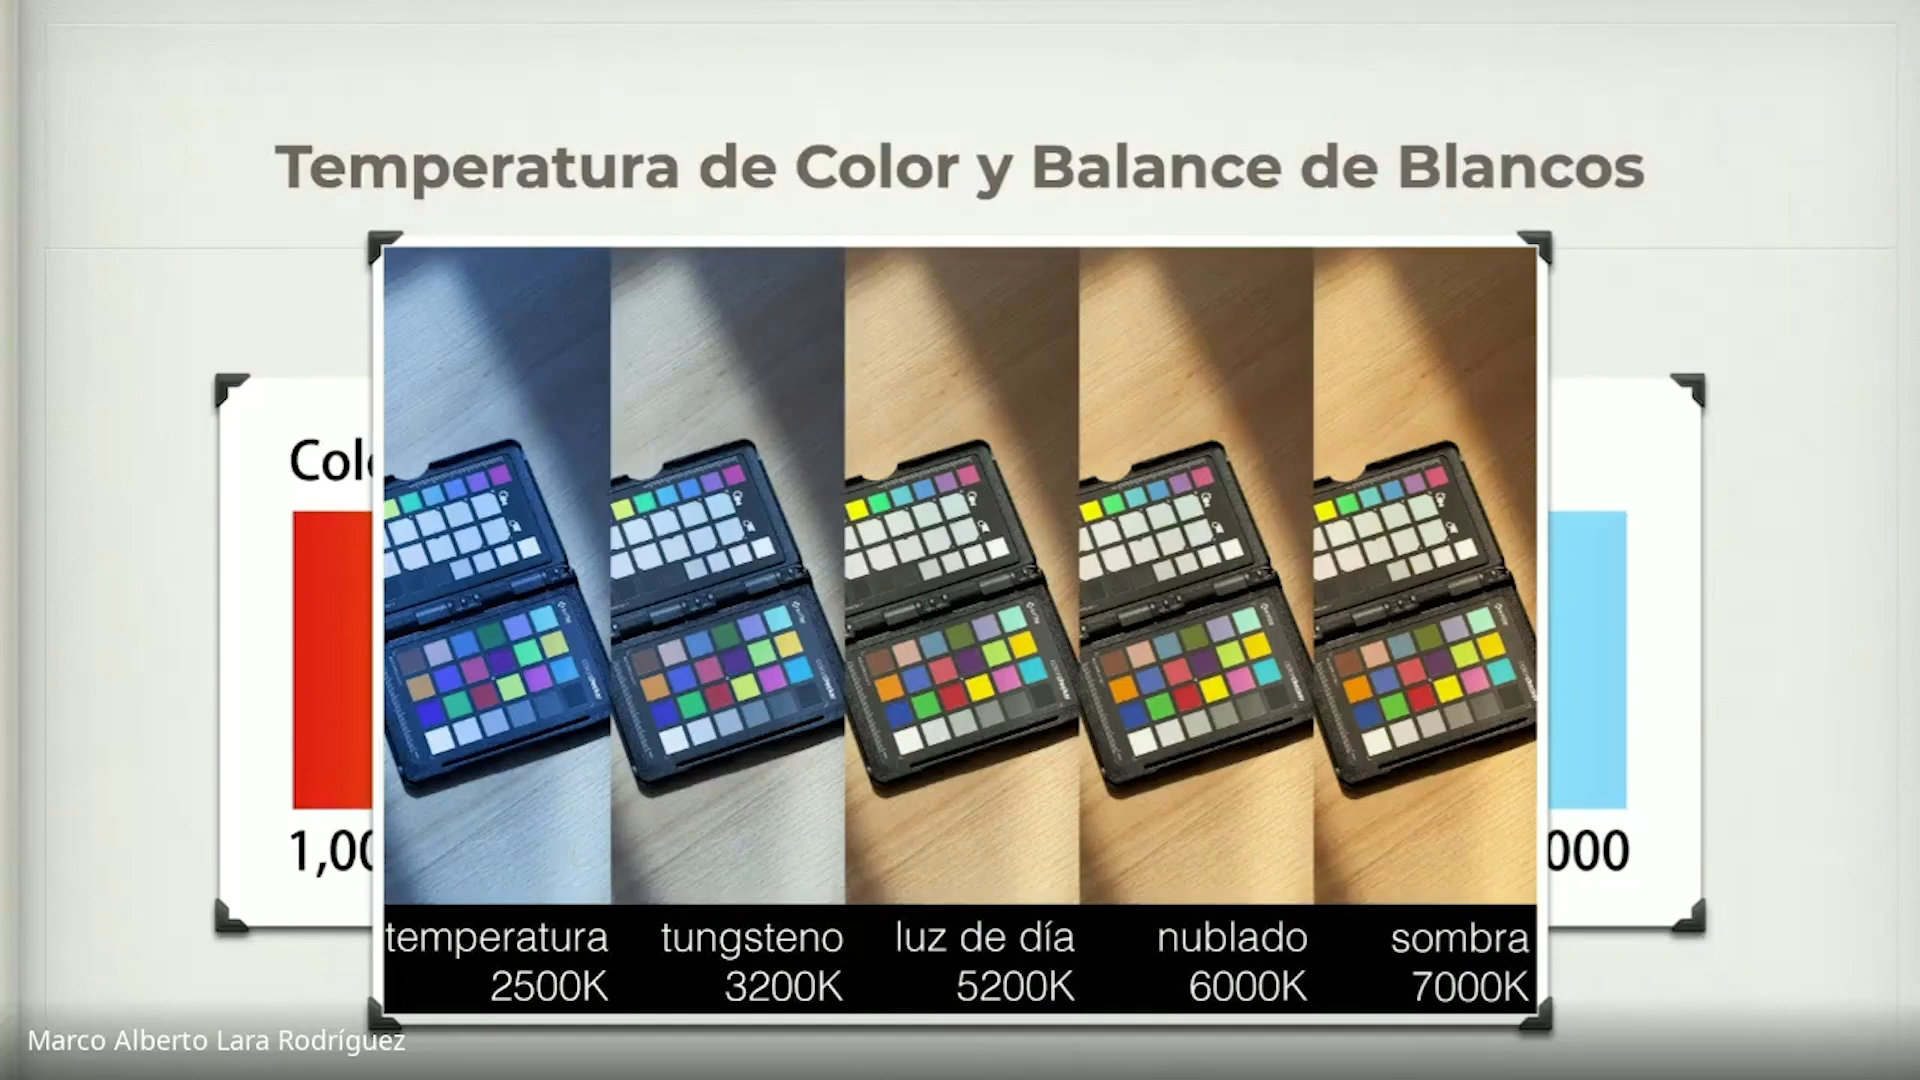 Temperatura de Color y Balance de Blancos
temperatura
2500K
tungsteno
3200K
luz de día
5200K
nublado
6000K
sombra
7000K
Marco Alberto Lara Rodríguez